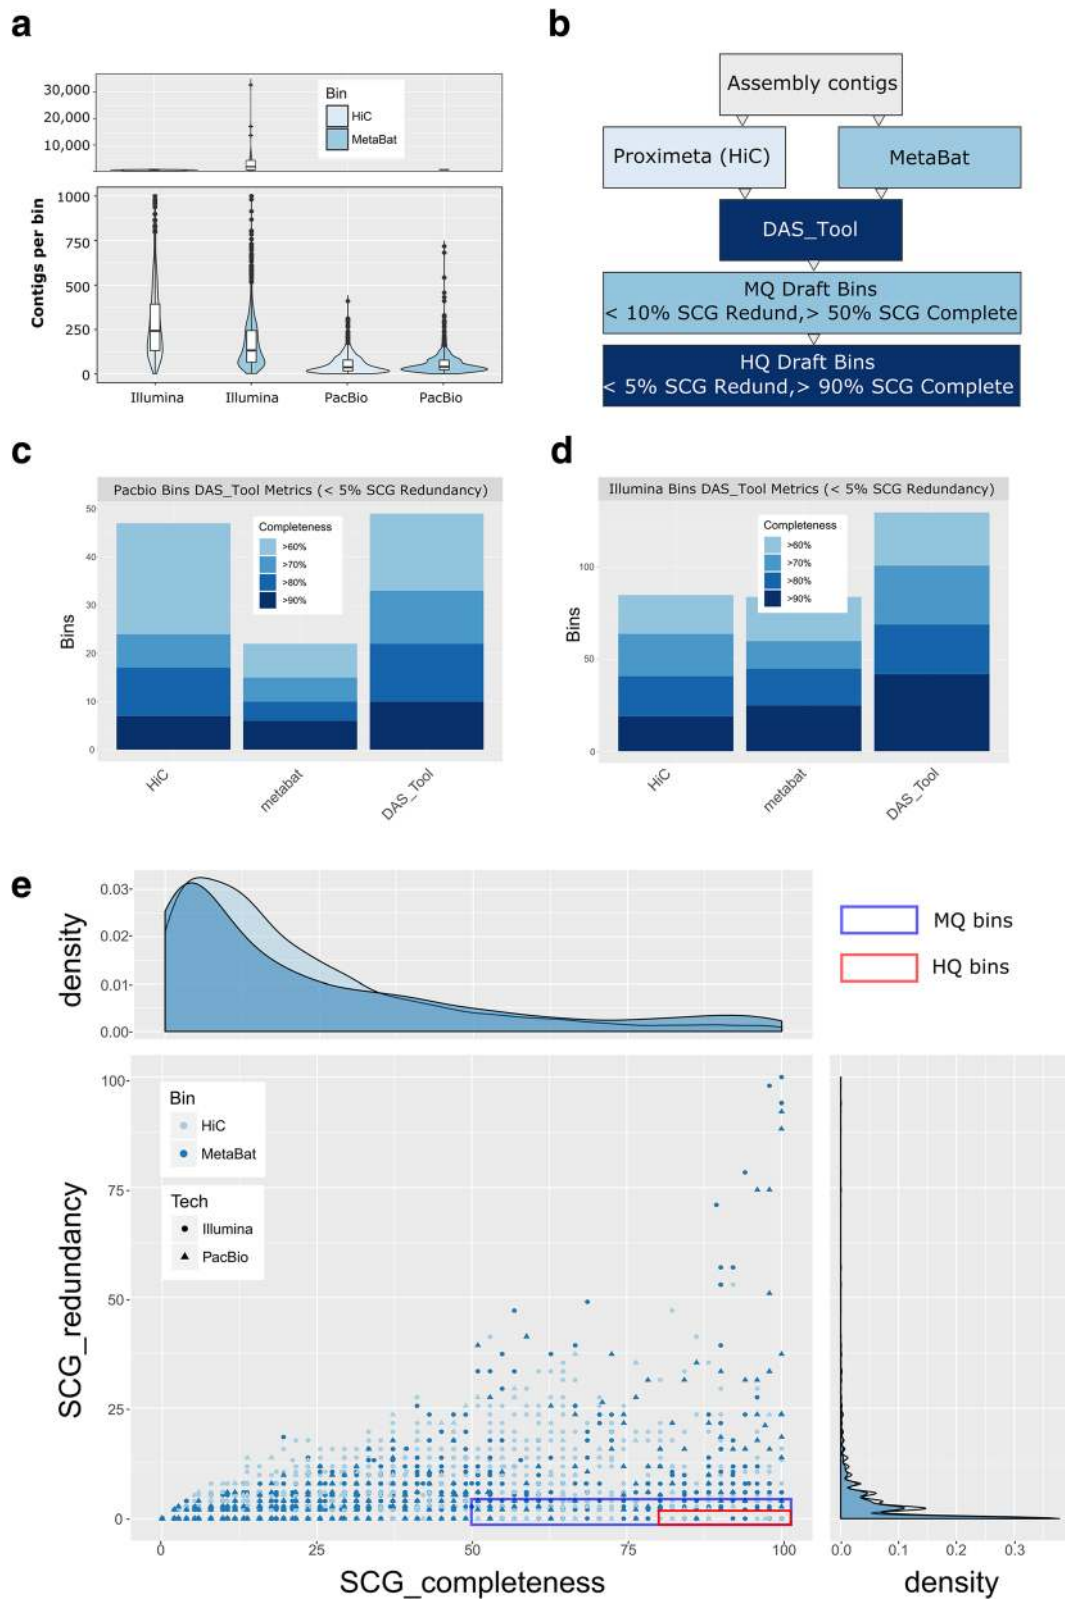 a
30,000
20,000
10,000
Bin
HiC
MetaBat
Contigs per bin
1000
750
500
250
0
Illumina
Illumina
PacBio
PacBio
b
Assembly contigs
Proximeta (HiC)
MetaBat
DAS_Tool
MQ Draft Bins
< 10% SCG Redund,> 50% SCG Complete
HQ Draft Bins
< 5% SCG Redund,> 90% SCG Complete
c
Pacbio Bins DAS_Tool Metrics (< 5% SCG Redundancy)
Bins
50
40
30
20
10
0
Completeness
>60%
>70%
>80%
>90%
HiC
metabat
DAS_Tool
d
Illumina Bins DAS_Tool Metrics (< 5% SCG Redundancy)
Bins
100
50
0
Completeness
>60%
>70%
>80%
>90%
HiC
metabat
DAS_Tool
e
density
0.03
0.02
0.01
0.00
MQ bins
HQ bins
SCG_redundancy
100
75
50
25
0
Bin
HiC
MetaBat
Tech
Illumina
PacBio
0
25
50
75
100
SCG_completeness
0.0
0.1
0.2
0.3
density